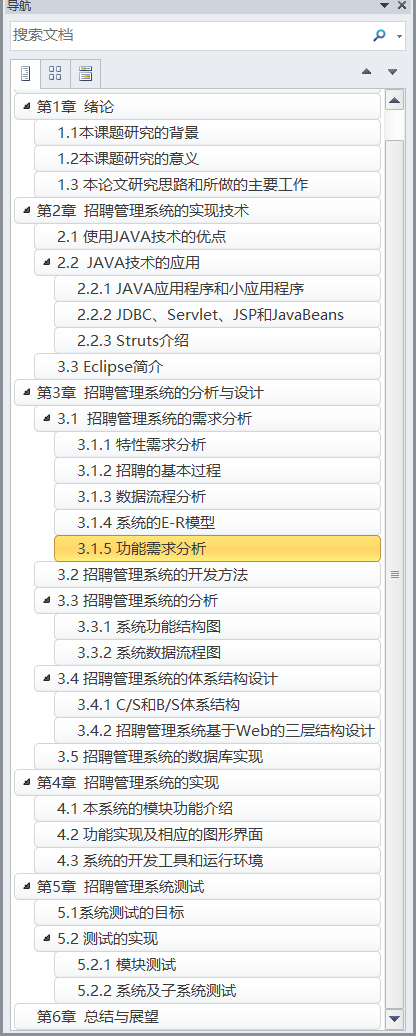 导航
搜索文档
第1章 绪论
1.1本课题研究的背景
1.2本课题研究的意义
1.3 本论文研究思路和所做的主要工作
第2章 招聘管理系统的实现技术
2.1 使用JAVA技术的优点
2.2 JAVA技术的应用
2.2.1 JAVA应用程序和小应用程序
2.2.2 JDBC、Servlet、JSP和JavaBeans
2.2.3 Struts介绍
3.3 Eclipse简介
第3章 招聘管理系统的分析与设计
3.1 招聘管理系统的需求分析
3.1.1 特性需求分析
3.1.2 招聘的基本过程
3.1.3 数据流程分析
3.1.4 系统的E-R模型
3.1.5 功能需求分析
3.2 招聘管理系统的开发方法
3.3 招聘管理系统的分析
3.3.1 系统功能结构图
3.3.2 系统数据流程图
3.4 招聘管理系统的体系结构设计
3.4.1 C/S和B/S体系结构
3.4.2 招聘管理系统基于Web的三层结构设计
3.5 招聘管理系统的数据库实现
第4章 招聘管理系统的实现
4.1 本系统的模块功能介绍
4.2 功能实现及相应的图形界面
4.3 系统的开发工具和运行环境
第5章 招聘管理系统测试
5.1系统测试的目标
5.2 测试的实现
5.2.1 模块测试
5.2.2 系统及子系统测试
第6章 总结与展望